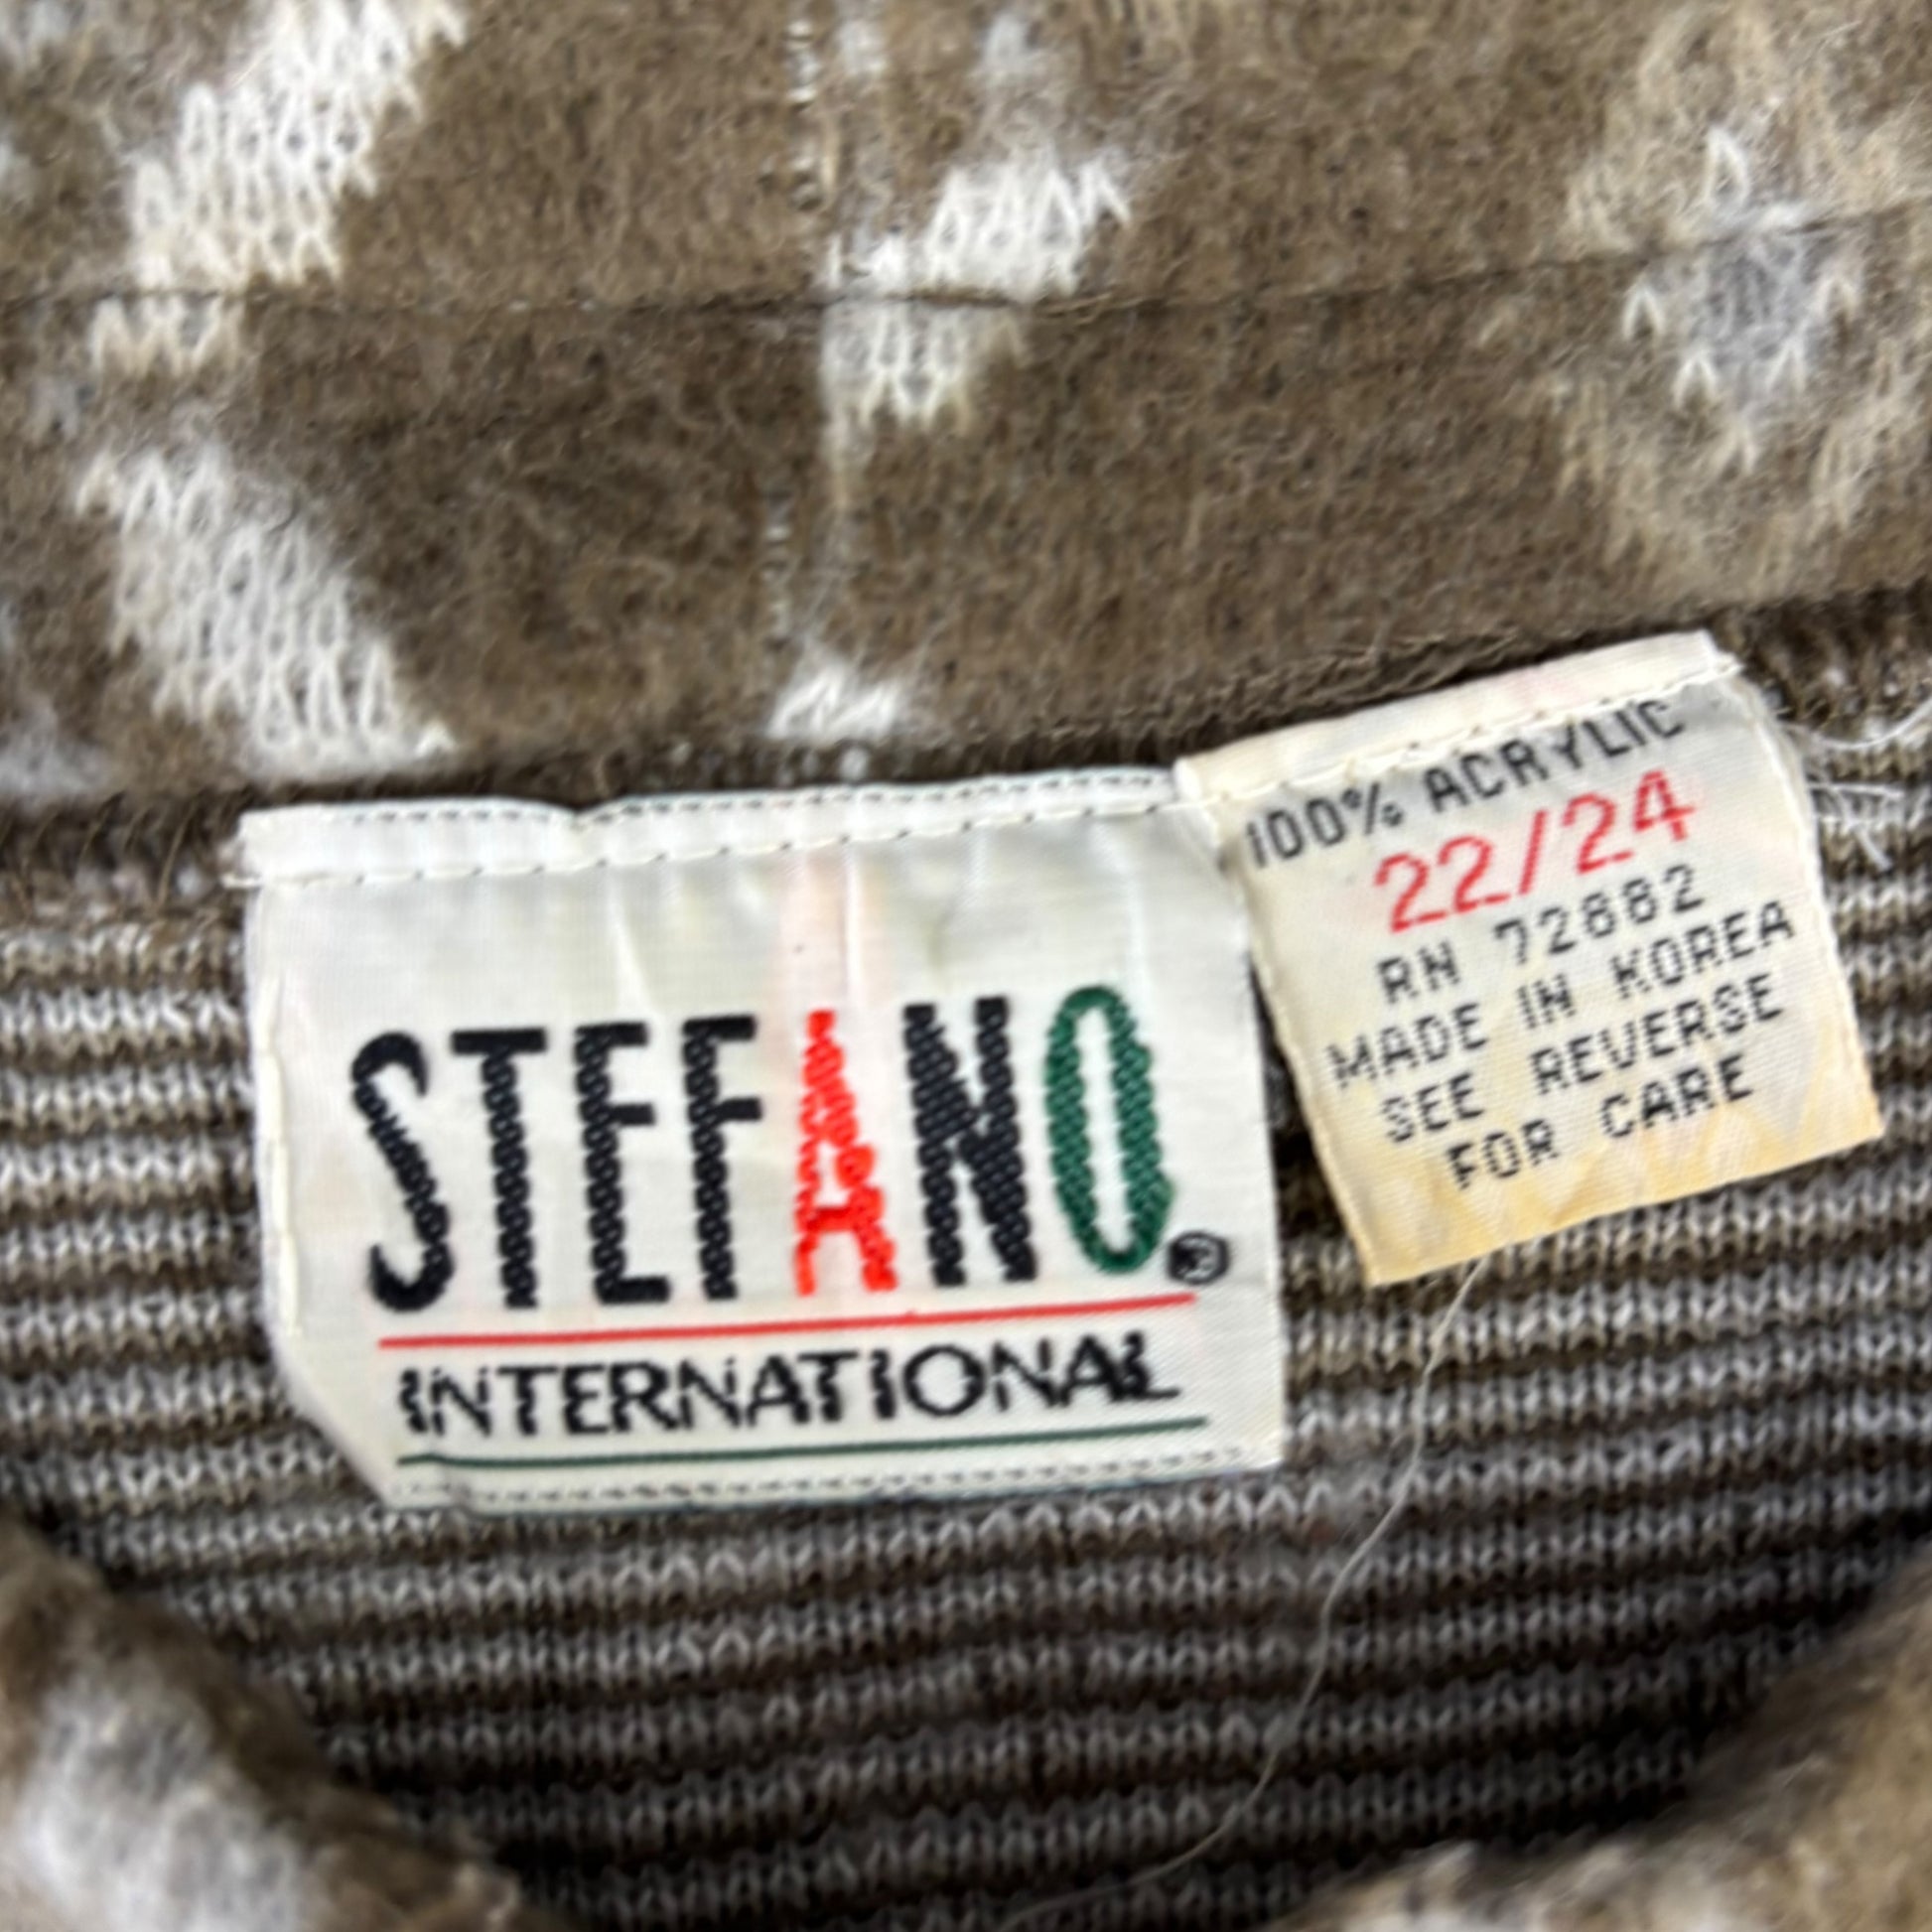 STEFANO®
INTERNATIONAL
100% ACRYLIC
22/24
RN 72882
MADE IN KOREA
SEE REVERSE
FOR CARE